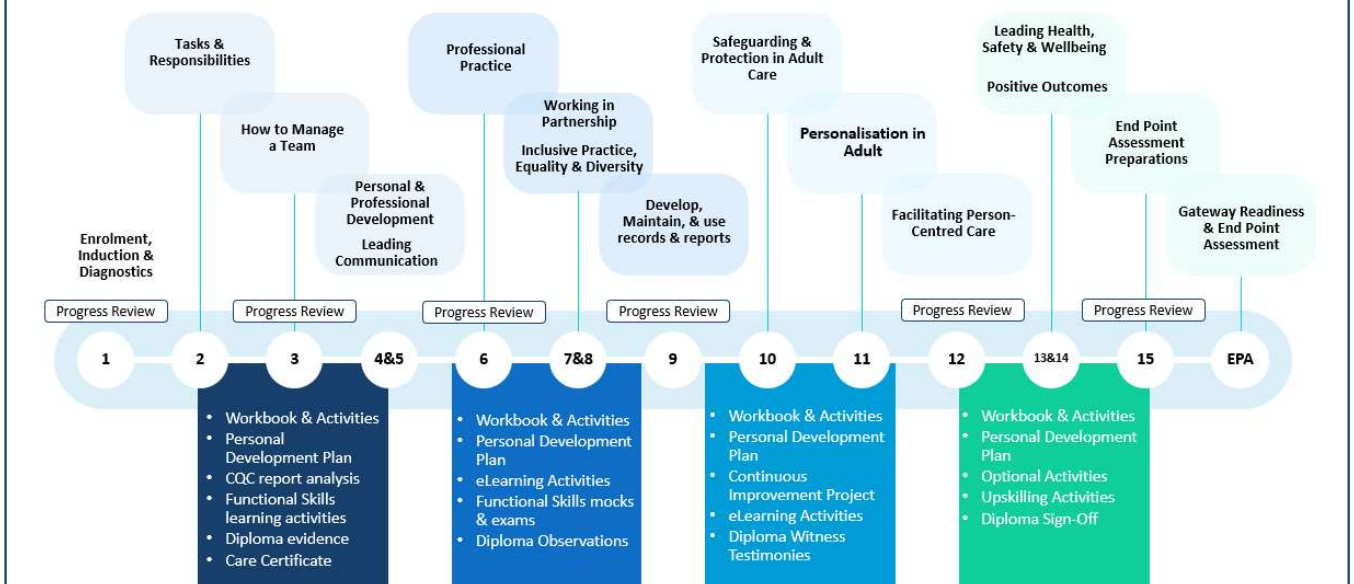 Tasks &
Responsibilities
How to Manage
a Team
Personal &
Professional
Development
Leading
Communication
Enrolment,
Induction &
Diagnostics
Professional
Practice
Working in
Partnership
Inclusive Practice,
Equality & Diversity
Develop,
Maintain, & use
records & reports
Safeguarding &
Protection in Adult
Care
Personalisation in
Adult
Facilitating Person-
Centred Care
Leading Health,
Safety & Wellbeing
Positive Outcomes
End Point
Assessment
Preparations
Gateway Readiness
& End Point
Assessment
Progress Review
Progress Review
Progress Review
Progress Review
Progress Review
Progress Review
1
2
3
4&5
6
7&8
9
10
11
12
13&14
15
EPA
• Workbook & Activities
• Personal
Development Plan
• CQC report analysis
• Functional Skills
learning activities
• Diploma evidence
• Care Certificate
• Workbook & Activities
• Personal Development
Plan
• eLearning Activities
• Functional Skills mocks
& exams
• Diploma Observations
• Workbook & Activities
• Personal Development
Plan
• Continuous
Improvement Project
• eLearning Activities
• Diploma Witness
Testimonies
• Workbook & Activities
• Personal Development
Plan
• Optional Activities
• Upskilling Activities
• Diploma Sign-Off